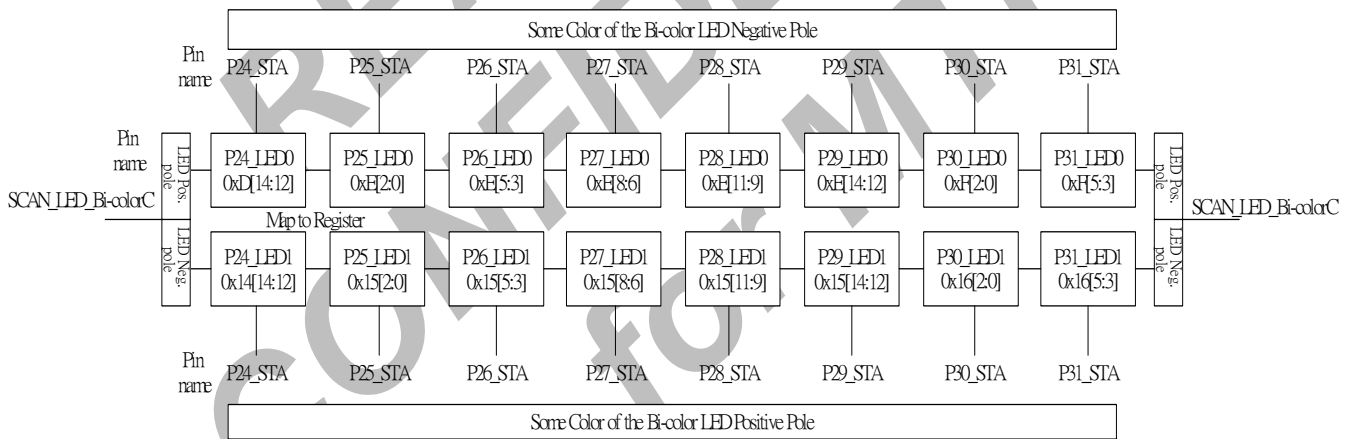 Some Color of the Bi-color LED Negative Pole
Pin
name
P24_STA P25_STA P26_STA P27_STA P28_STA P29_STA P30_STA P31_STA
Pin
name
LED Pos.
pole
P24_LED0 P25_LED0 P26_LED0 P27_LED0 P28_LED0 P29_LED0 P30_LED0 P31_LED0
0xD[14:12] 0xE[2:0] 0xE[5:3] 0xE[8:6] 0xE[11:9] 0xE[14:12] 0xF[2:0] 0xF[5:3]
LED Pos.
pole
SCAN_LED_Bi-colorC SCAN_LED_Bi-colorC
Map to Register
LED Neg.
pole
P24_LED1 P25_LED1 P26_LED1 P27_LED1 P28_LED1 P29_LED1 P30_LED1 P31_LED1
0x14[14:12] 0x15[2:0] 0x15[5:3] 0x15[8:6] 0x15[11:9] 0x15[14:12] 0x16[2:0] 0x16[5:3]
LED Neg.
pole
Pin
name
P24_STA P25_STA P26_STA P27_STA P28_STA P29_STA P30_STA P31_STA
Some Color of the Bi-color LED Positive Pole
for M